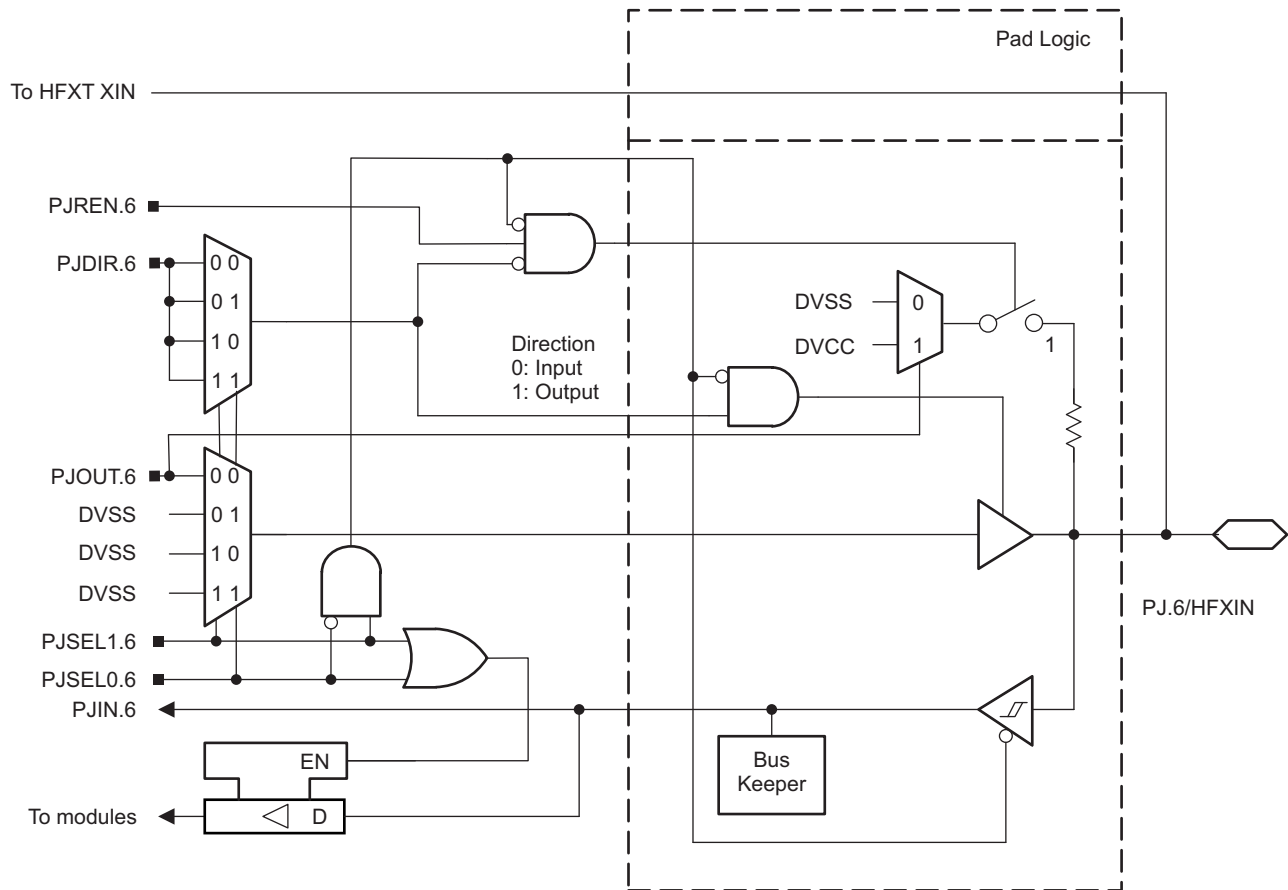 Pad Logic
To HFXT XIN
PJREN.6
PJDIR.6
0 0
0 1
1 0
1 1
Direction
0: Input
1: Output
DVSS
0
DVCC
1
1
PJOUT.6
0 0
DVSS
0 1
DVSS
1 0
DVSS
1 1
PJ.6/HFXIN
PJSEL1.6
PJSEL0.6
PJIN.6
EN
Bus
Keeper
To modules
D